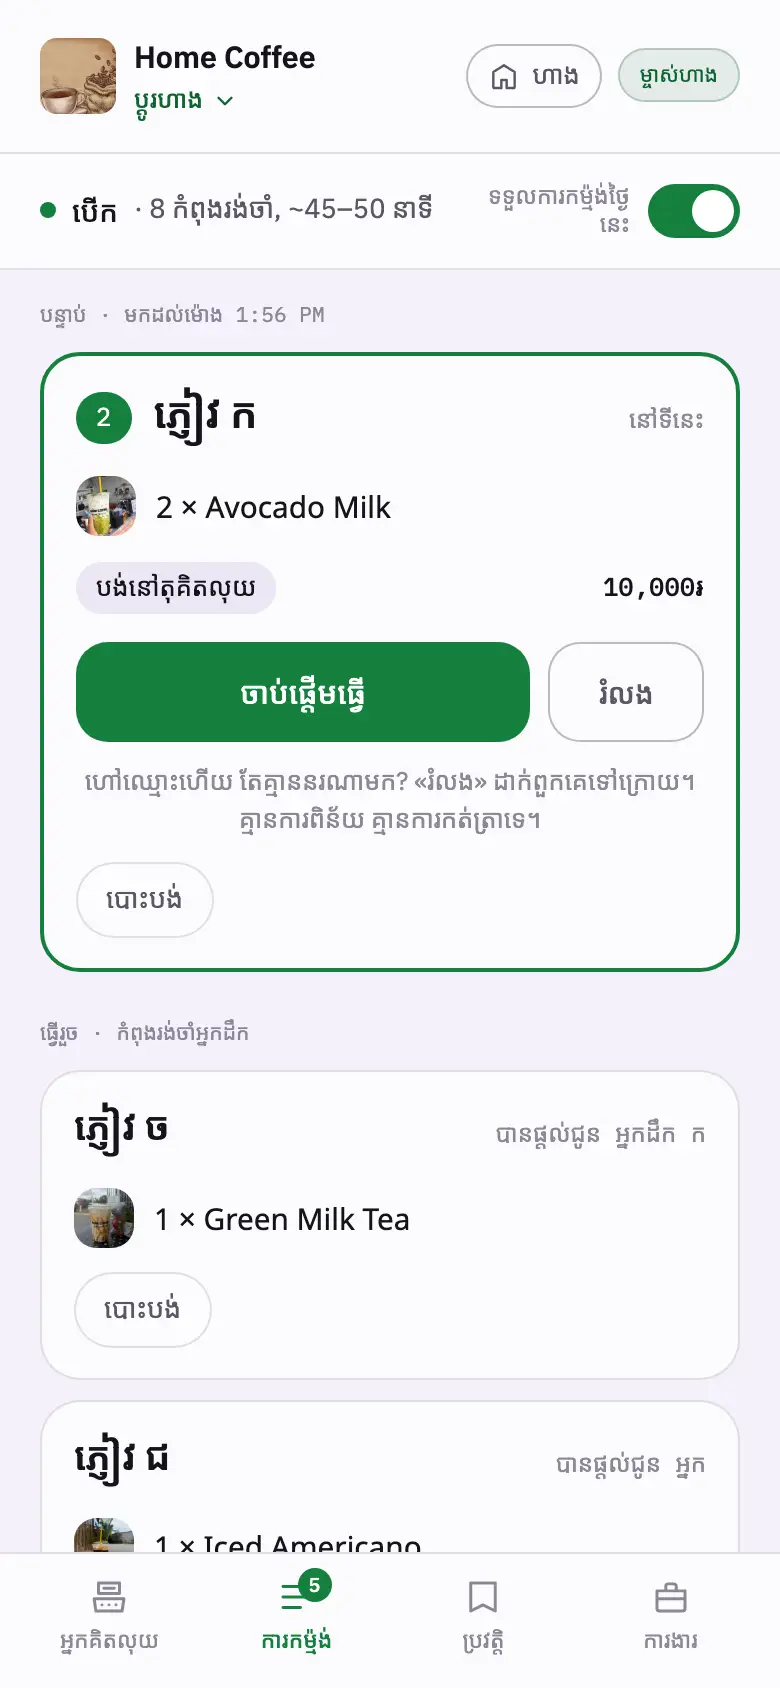 Home Coffee
ប្ដូរហាង
ហាង
ម្ចាស់ហាង
បើក · 8 កំពុងរង់ចាំ, ~45–50 នាទី
ទទួលការកម្ម៉ង់ថ្ងៃ
នេះ
បន្ទាប់ · មកដល់ម៉ោង 1:56 PM
2 ភ្ញៀវ ក
នៅទីនេះ
2 × Avocado Milk
បង់នៅតុគិតលុយ
10,000៛
ចាប់ផ្ដើមធ្វើ
រំលង
ហៅឈ្មោះហើយ តែគ្មាននរណាមក? «រំលង» ដាក់ពួកគេទៅក្រោយ។
គ្មានការពិន័យ គ្មានការកត់ត្រាទេ។
បោះបង់
ធ្វើរួច · កំពុងរង់ចាំអ្នកដឹក
ភ្ញៀវ ច
បានផ្ដល់ជូន អ្នកដឹក ក
1 × Green Milk Tea
បោះបង់
ភ្ញៀវ ជ
បានផ្ដល់ជូន អ្នក
1 × Iced Americano
5
អ្នកគិតលុយ
ការកម្ម៉ង់
ប្រវត្តិ
ការងារ